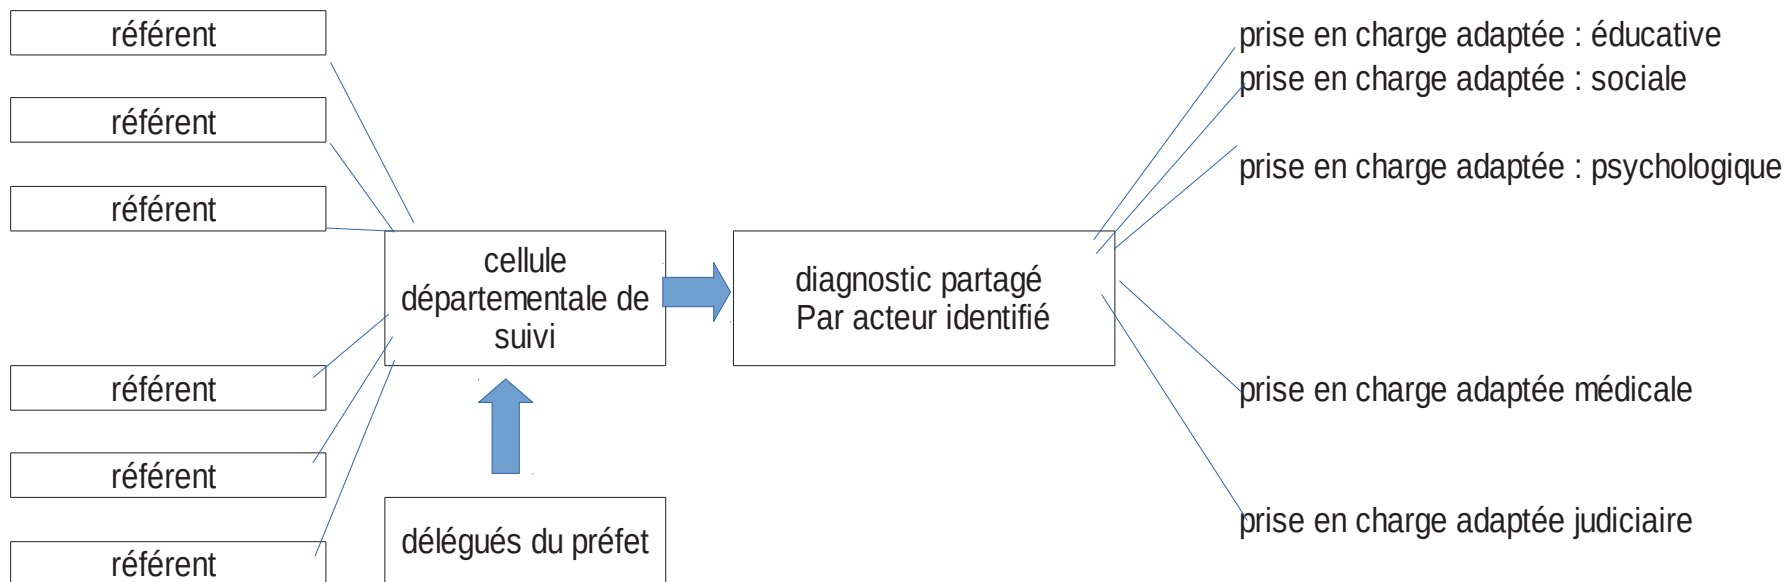 référent
référent
référent
référent
référent
référent
cellule
départementale de
suivi
délégués du préfet
diagnostic partagé
Par acteur identifié
prise en charge adaptée : éducative
prise en charge adaptée : sociale
prise en charge adaptée : psychologique
prise en charge adaptée médicale
prise en charge adaptée judiciaire